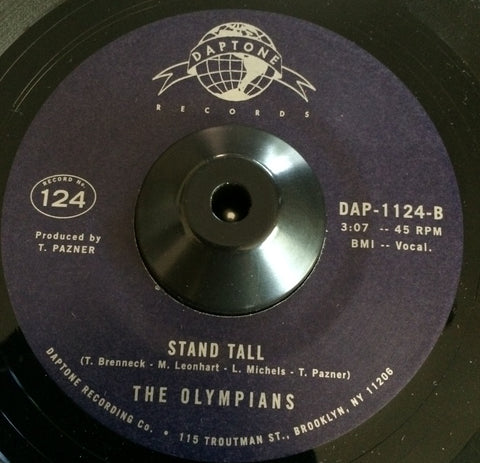 DAPTONE
RECORDS
RECORD No.
124
Produced by
T. PAZNER
DAP-1124-B
3:07 -- 45 RPM
BMI -- Vocal.
STAND TALL
(T. Brenneck - M. Leonhart - L. Michels - T. Pazner)
THE OLYMPIANS
DAPTONE RECORDING Co. • 115 TROUTMAN ST., BROOKLYN, NY 11206